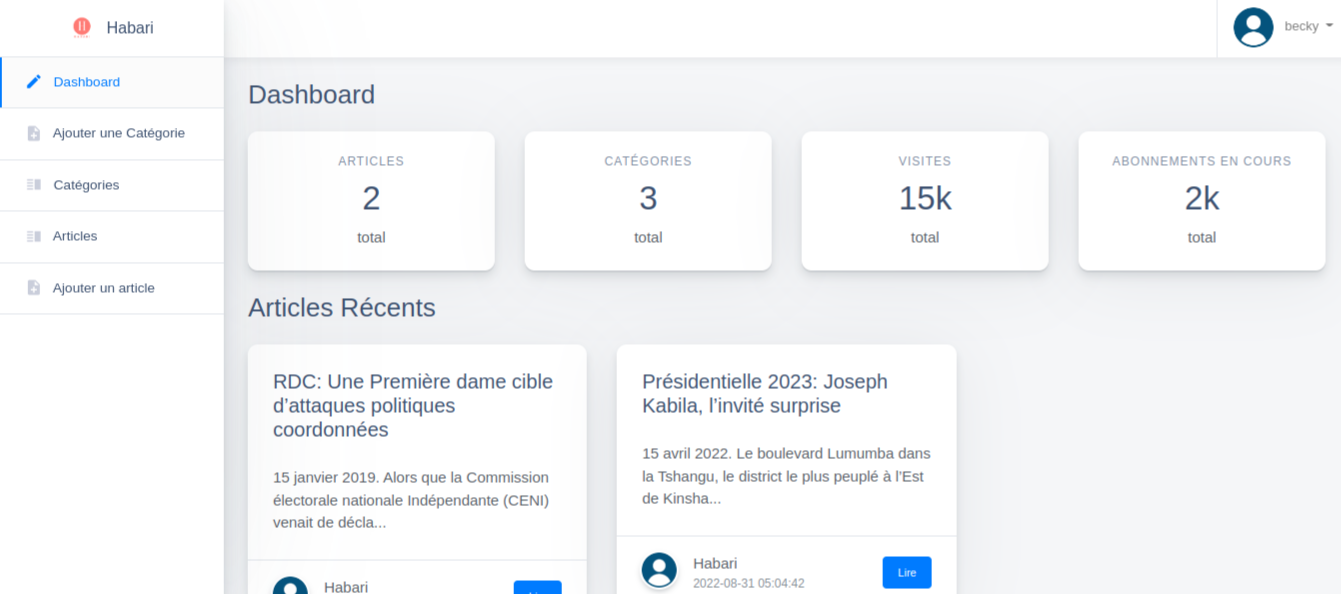 Habari
becky
Dashboard
Ajouter une Catégorie
Catégories
Articles
Ajouter un article
Dashboard
ARTICLES
2
total
CATÉGORIES
3
total
VISITES
15k
total
ABONNEMENTS EN COURS
2k
total
Articles Récents
RDC: Une Première dame cible
d’attaques politiques
coordonnées
15 janvier 2019. Alors que la Commission
électorale nationale Indépendante (CENI)
venait de décla...
Habari
Présidentielle 2023: Joseph
Kabila, l’invité surprise
15 avril 2022. Le boulevard Lumumba dans
la Tshangu, le district le plus peuplé à l’Est
de Kinsha...
Habari
2022-08-31 05:04:42
Lire